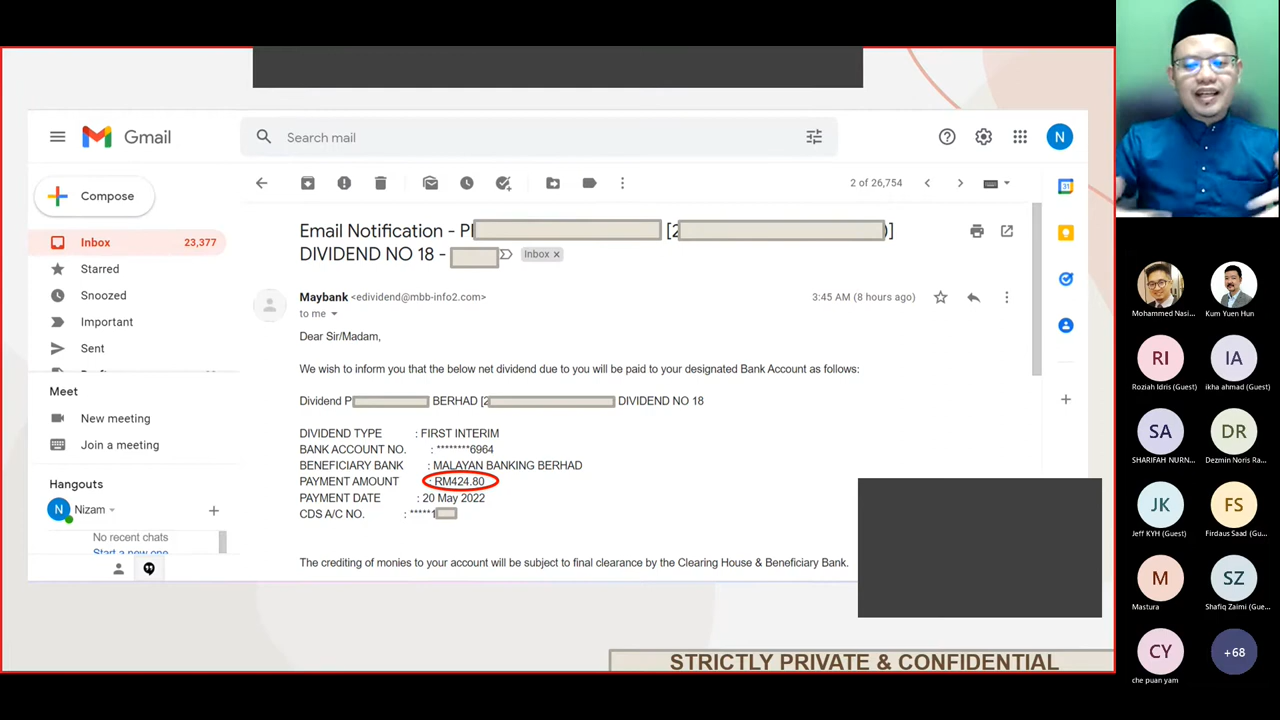 Gmail
Search mail
N
Compose
2 of 26,754
Inbox 23,377
Starred
Snoozed
Important
Sent
Meet
New meeting
Join a meeting
Hangouts
N Nizam
No recent chats
Start a new one
Email Notification - P [2 )]
DIVIDEND NO 18 - Inbox ×
Maybank <edividend@mbb-info2.com>
3:45 AM (8 hours ago)
to me
Dear Sir/Madam,
We wish to inform you that the below net dividend due to you will be paid to your designated Bank Account as follows:
Dividend P BERHAD [2 DIVIDEND NO 18
DIVIDEND TYPE : FIRST INTERIM
BANK ACCOUNT NO. : ********6964
BENEFICIARY BANK : MALAYAN BANKING BERHAD
PAYMENT AMOUNT : RM424.80
PAYMENT DATE : 20 May 2022
CDS A/C NO. : *****1
The crediting of monies to your account will be subject to final clearance by the Clearing House & Beneficiary Bank.
STRICTLY PRIVATE & CONFIDENTIAL
Mohammed Nasi... Kum Yuen Hun
RI IA
Roziah Idris (Guest) ikha ahmad (Guest)
SA DR
SHARIFAH NURN... Dezmin Noris Ra...
JK FS
Jeff KYH (Guest) Firdaus Saad (Gu...
M SZ
Mastura Shafiq Zaimi (Gue...
CY +68
che puan yam